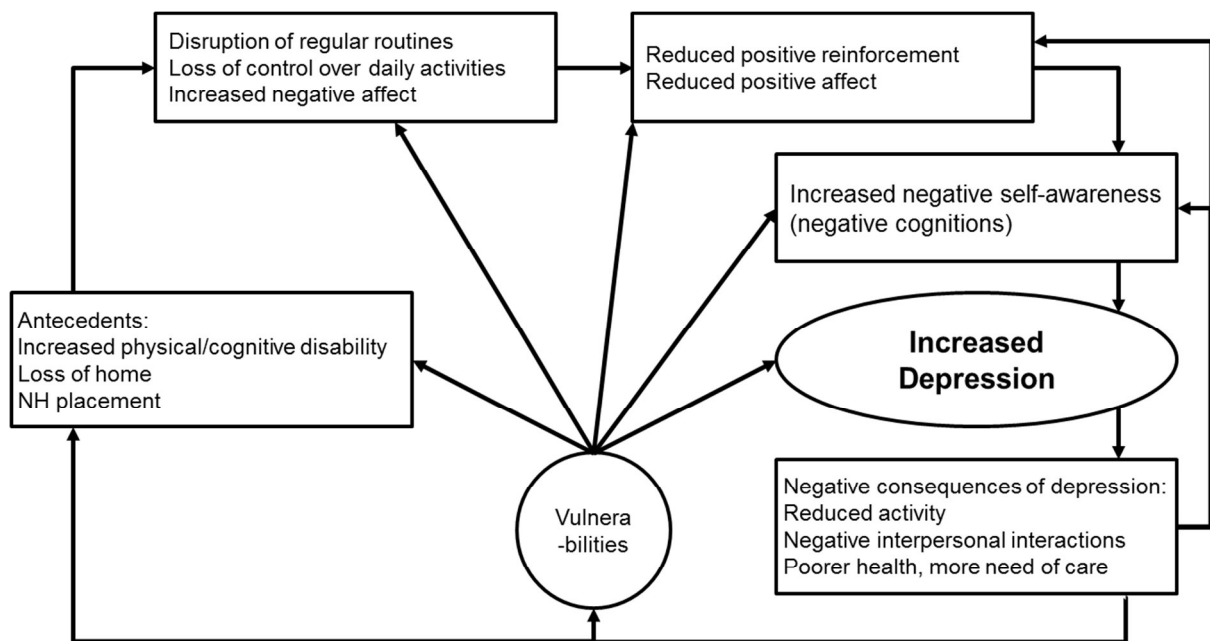 Disruption of regular routines
Loss of control over daily activities
Increased negative affect
Reduced positive reinforcement
Reduced positive affect
Increased negative self-awareness
(negative cognitions)
Antecedents:
Increased physical/cognitive disability
Loss of home
NH placement
Increased
Depression
Vulnera
-bilities
Negative consequences of depression:
Reduced activity
Negative interpersonal interactions
Poorer health, more need of care